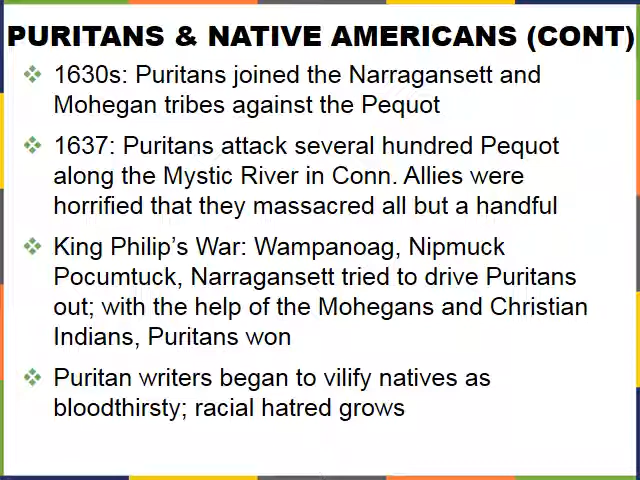 PURITANS & NATIVE AMERICANS (CONT)
1630s: Puritans joined the Narragansett and
Mohegan tribes against the Pequot
1637: Puritans attack several hundred Pequot
along the Mystic River in Conn. Allies were
horrified that they massacred all but a handful
King Philip’s War: Wampanoag, Nipmuck
Pocumtuck, Narragansett tried to drive Puritans
out; with the help of the Mohegans and Christian
Indians, Puritans won
Puritan writers began to vilify natives as
bloodthirsty; racial hatred grows